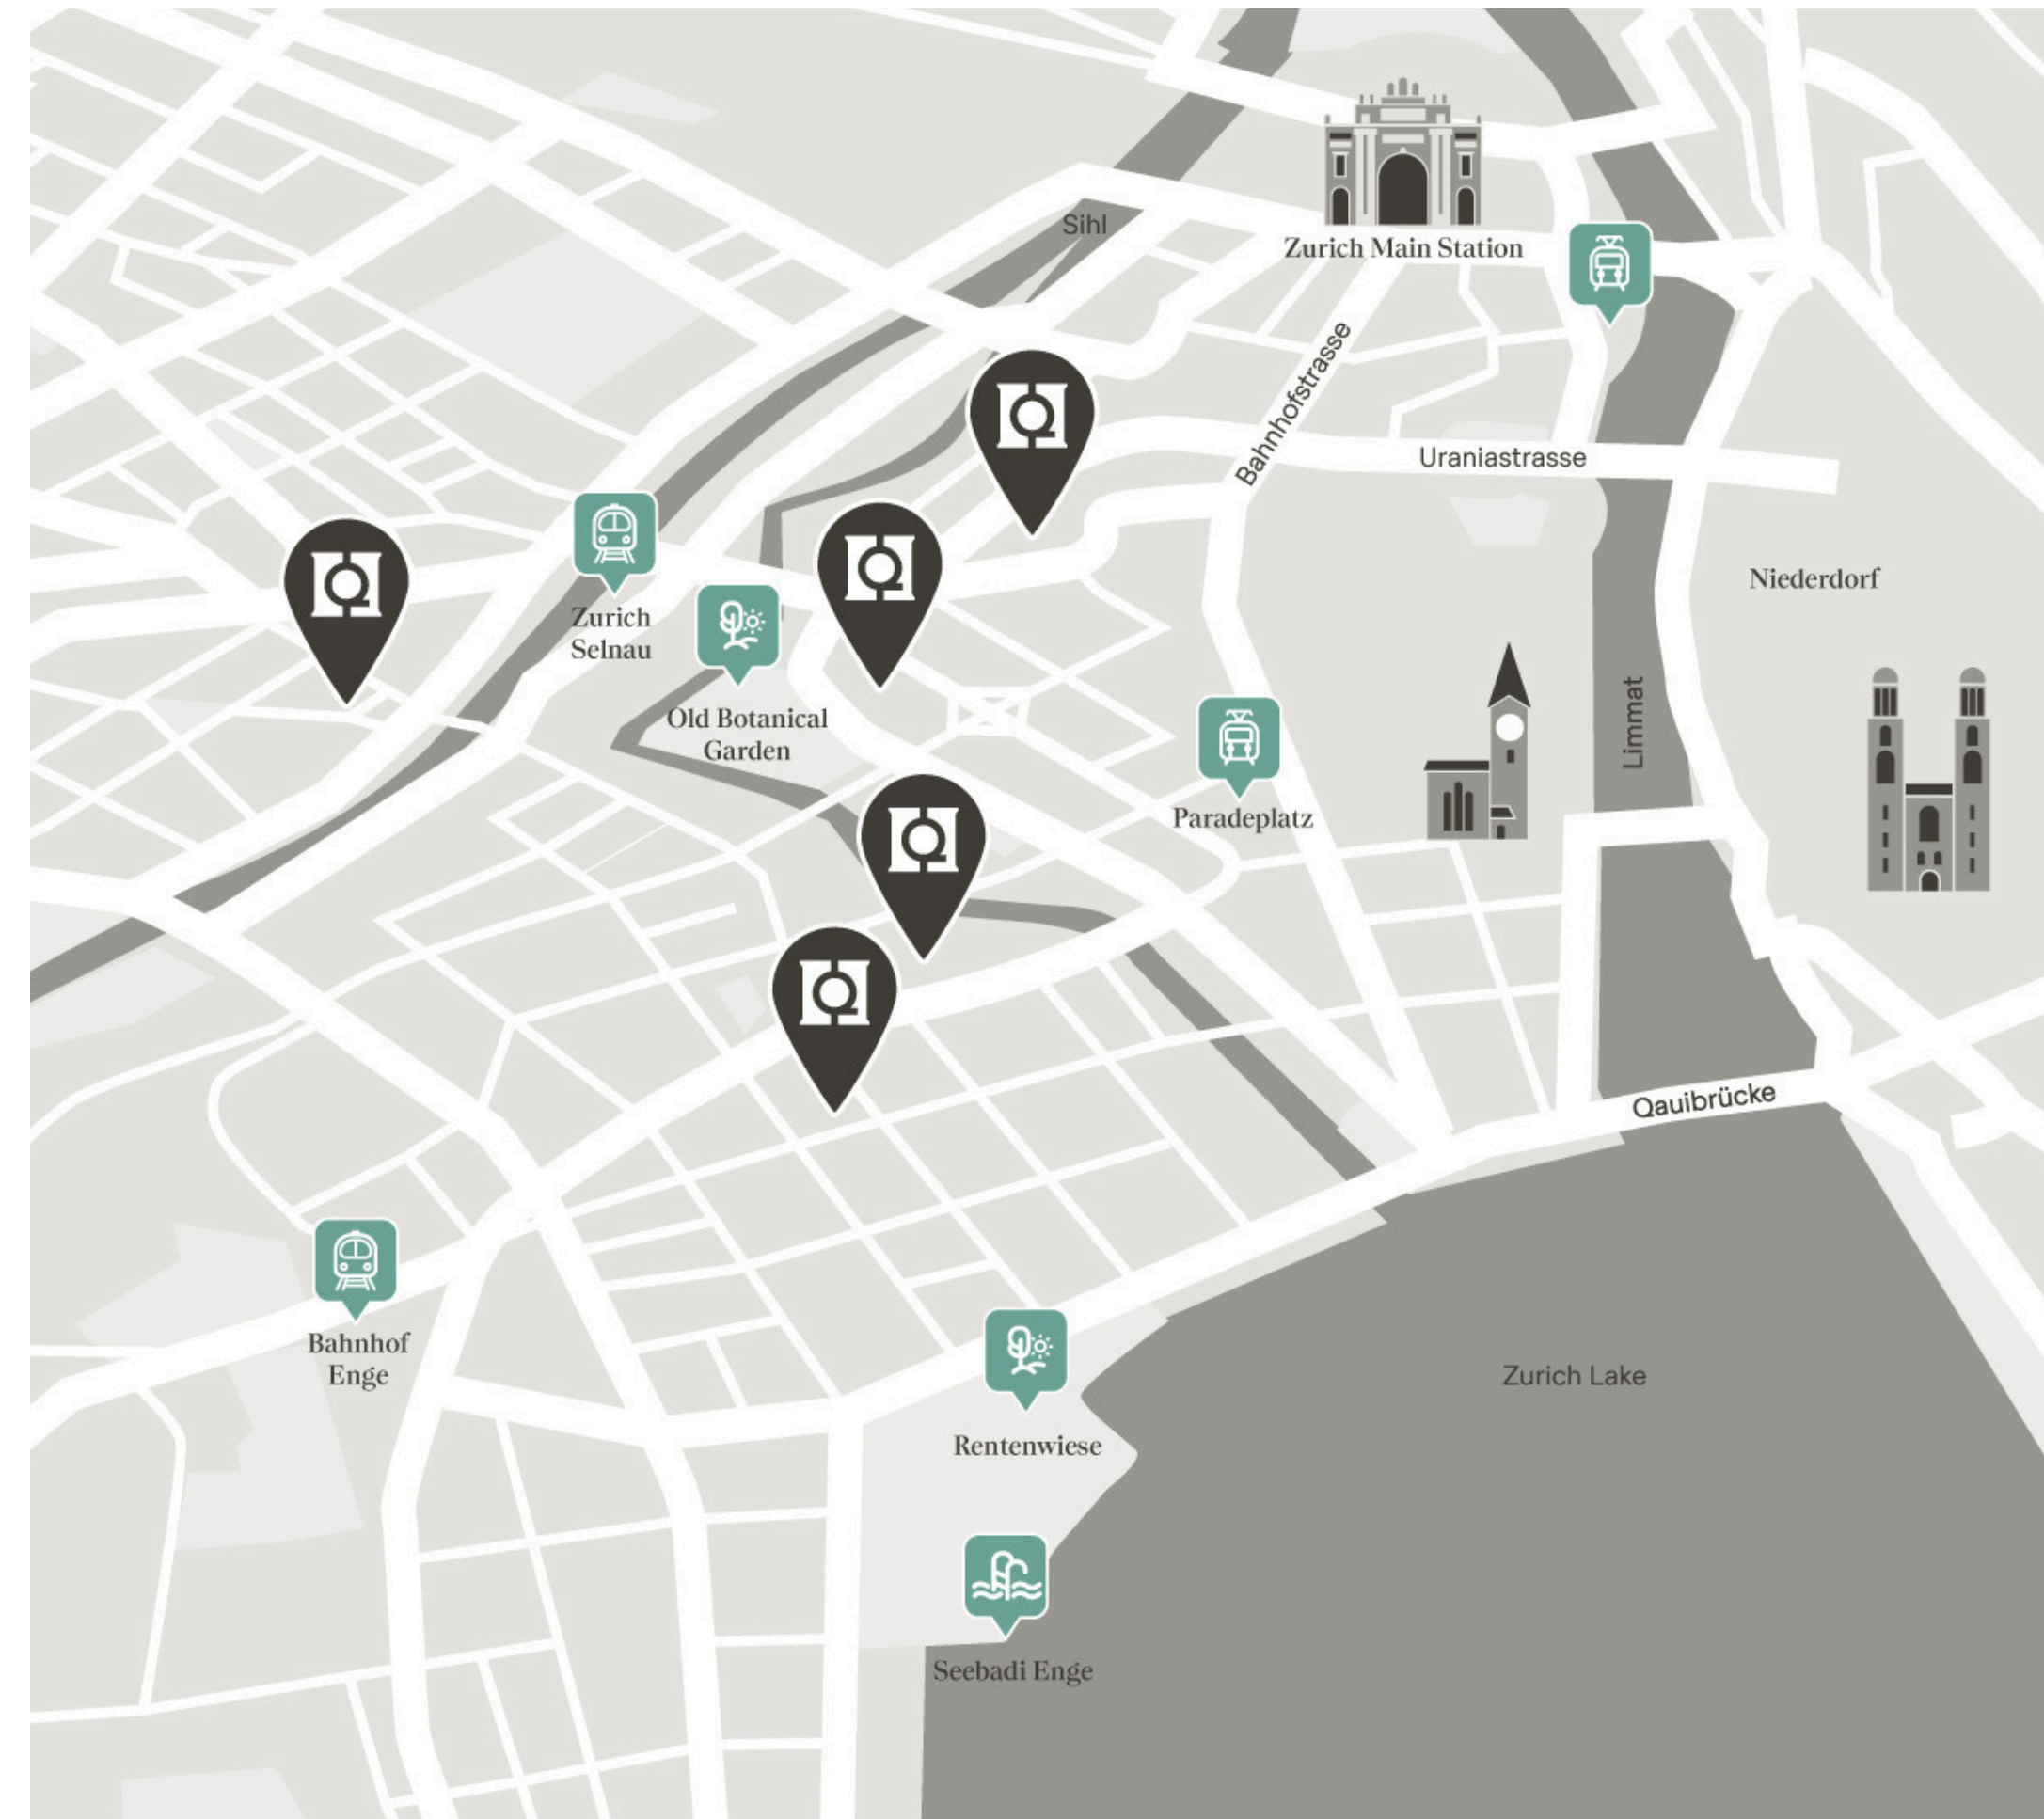 Sihl
Zurich Main Station
Bahnhofstrasse
Uraniastrasse
Niederdorf
Zurich
Selnau
Limmat
Old Botanical
Garden
Paradeplatz
Qauibrücke
Bahnhof
Enge
Zurich Lake
Rentenwiese
Seebadi Enge